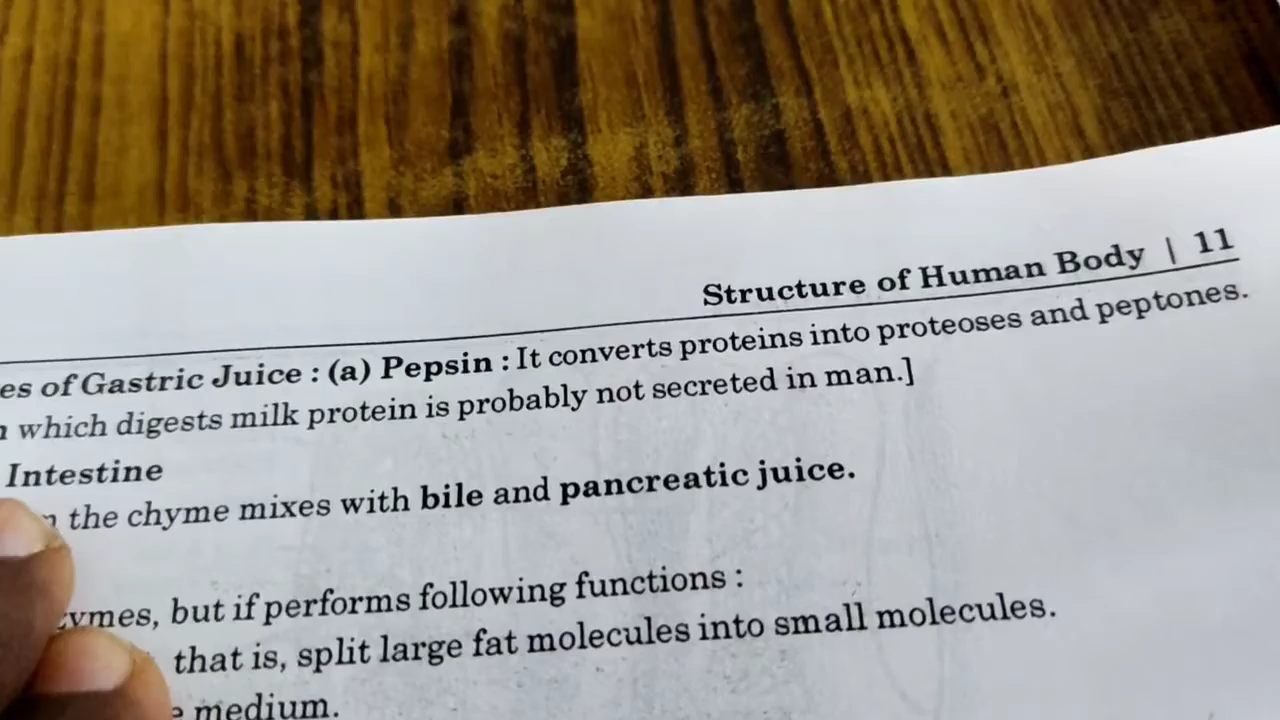 Structure of Human Body | 11
of Gastric Juice : (a) Pepsin : It converts proteins into proteoses and peptones.
which digests milk protein is probably not secreted in man.]
Intestine
the chyme mixes with bile and pancreatic juice.
but if performs following functions :
that is, split large fat molecules into small molecules.
medium.